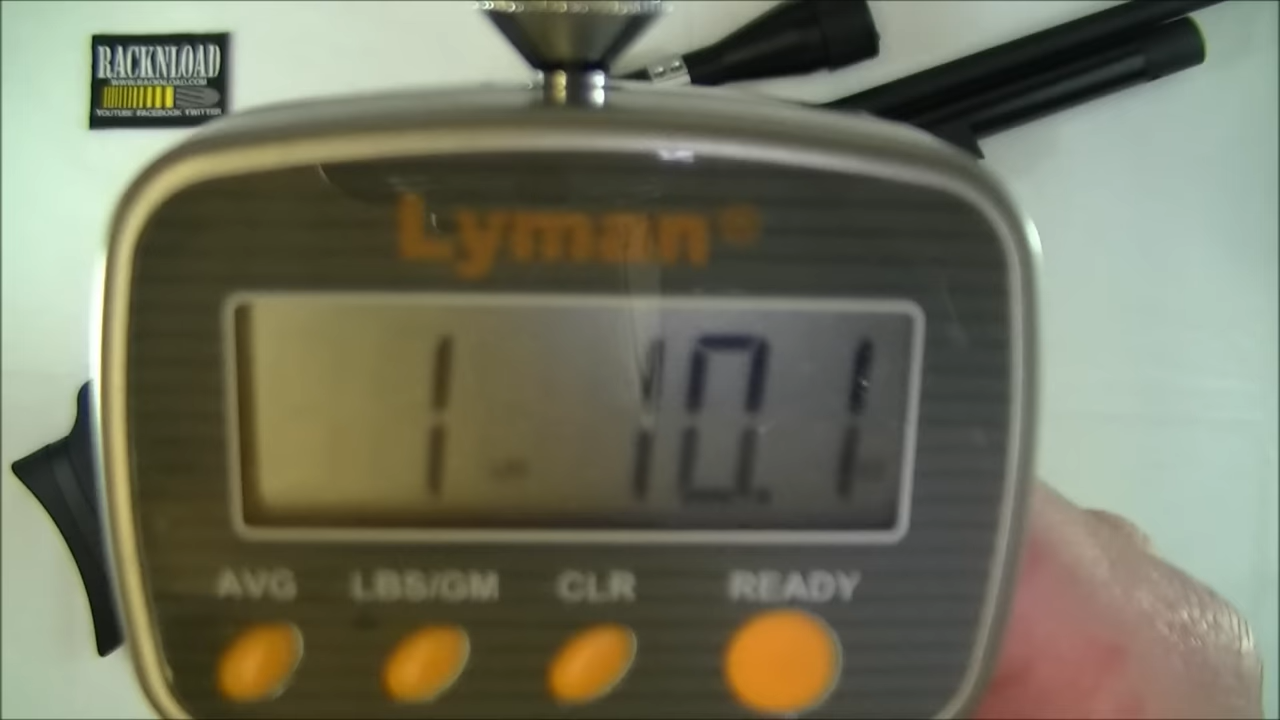 RACKNLOAD
WWW.RACKNLOAD.COM
YOUTUBE FACEBOOK TWITTER
Lyman®
1 10.1
AVG LBS/GM CLR READY